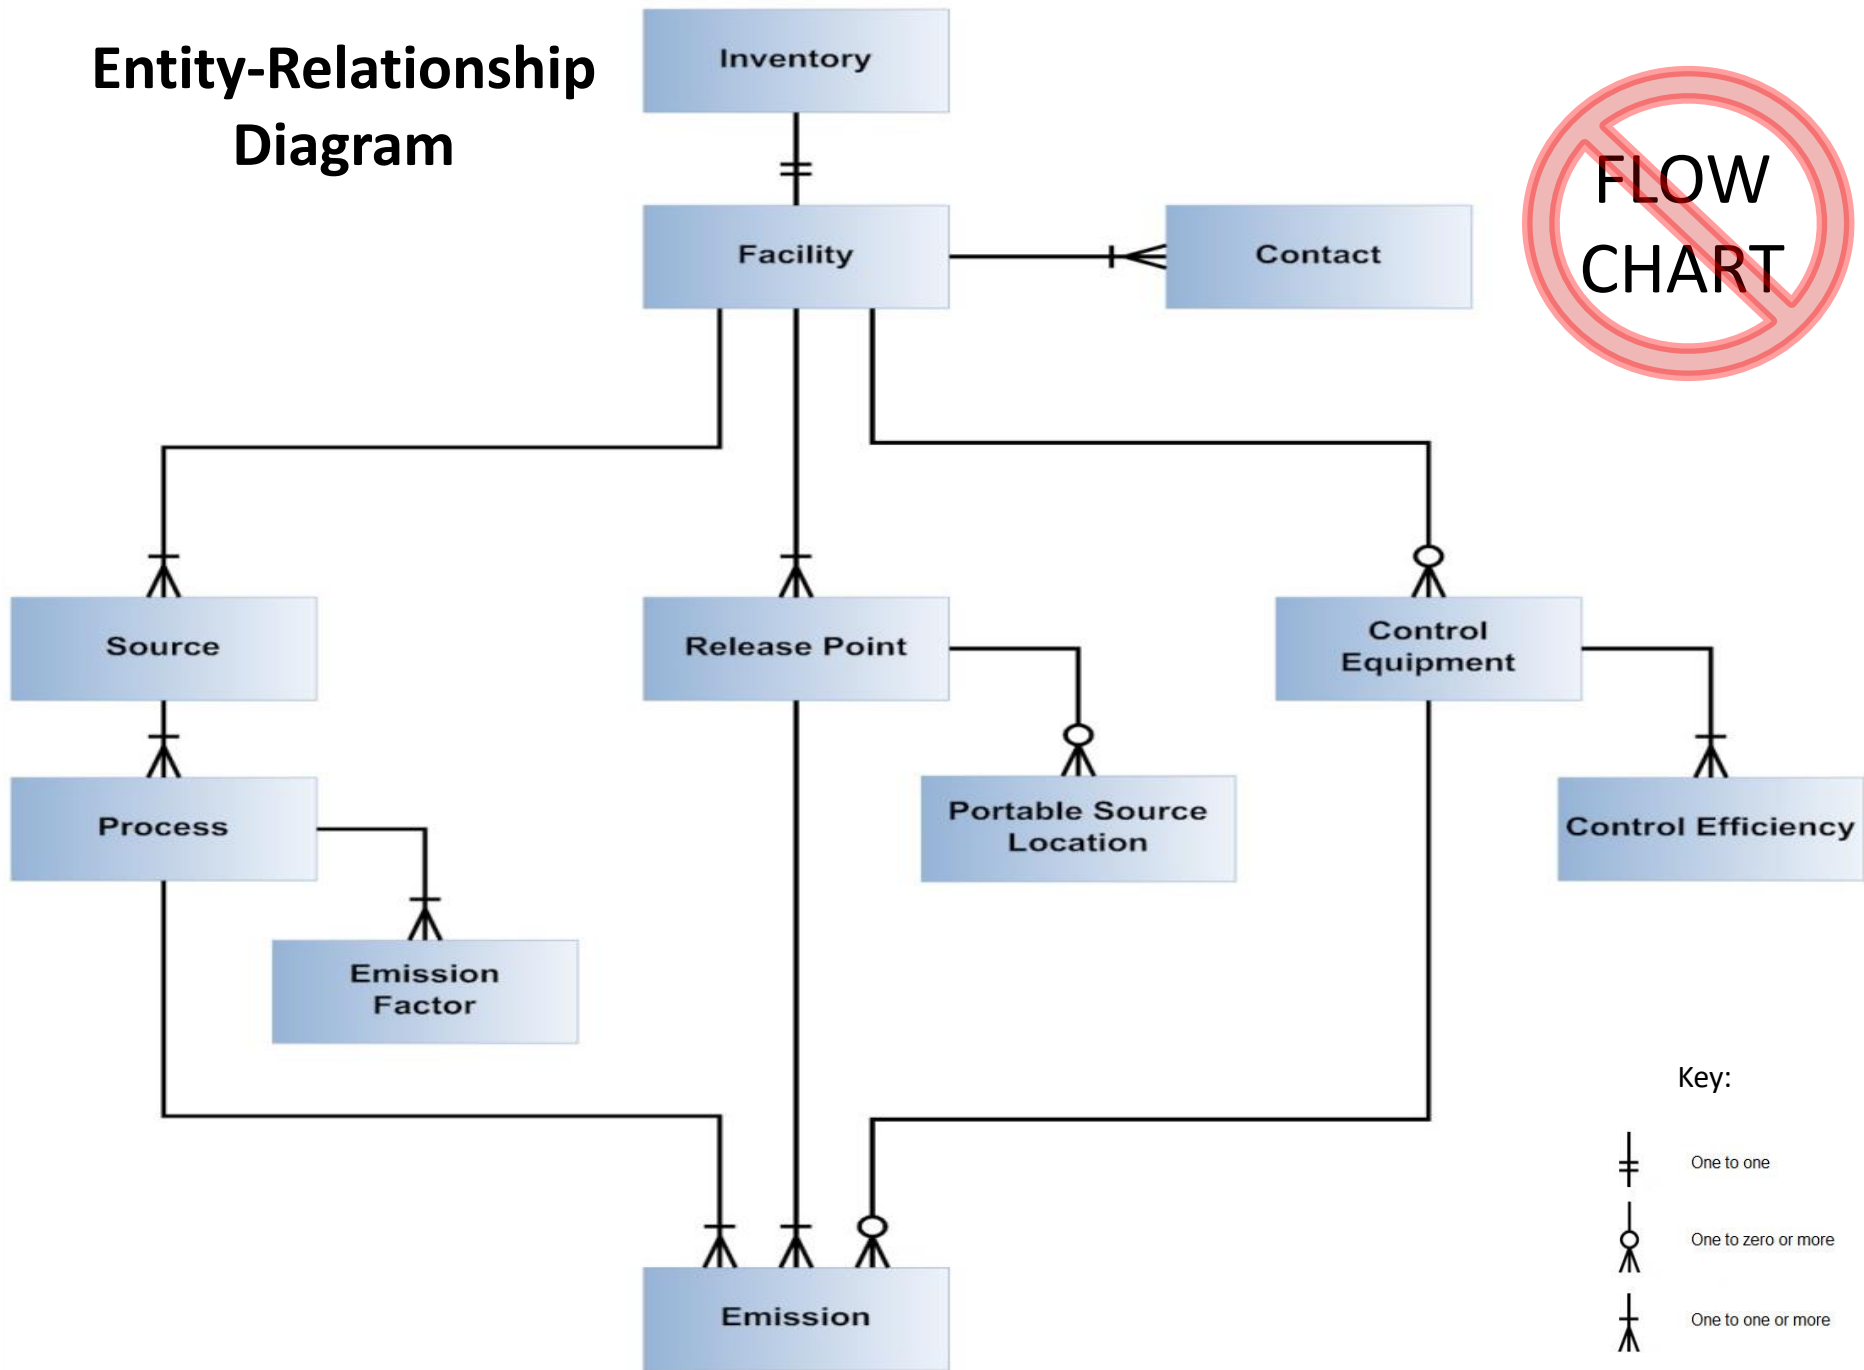 Entity-Relationship
Diagram
Inventory
FLOW
CHART
Facility
Contact
Source
Release Point
Control
Equipment
Process
Portable Source
Location
Control Efficiency
Emission
Factor
Key:
One to one
One to zero or more
One to one or more
Emission